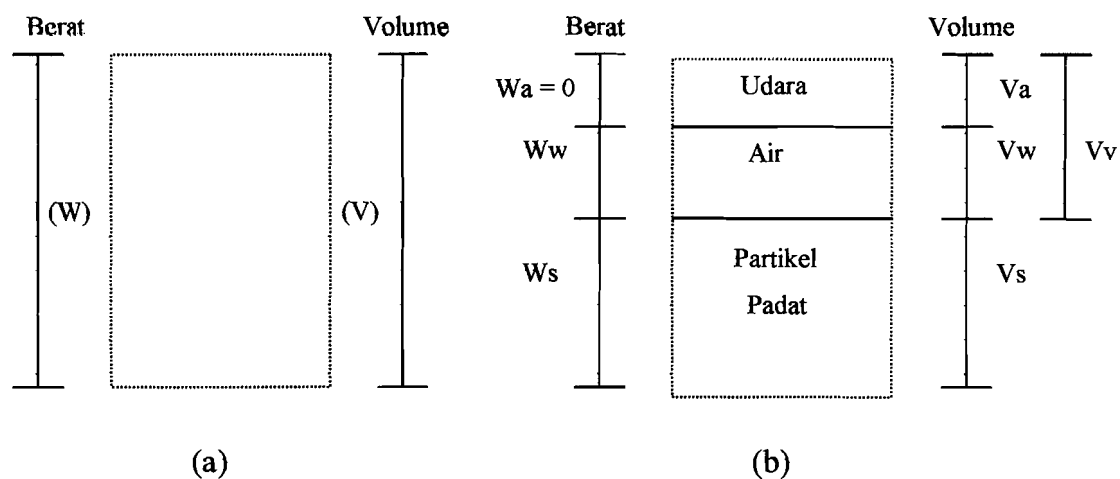 Berat Volume Berat Volume
Wa = 0 Udara Va
Ww Air Vw Vv
(W) (V)
Ws Partikel Vs
Padat
(a) (b)